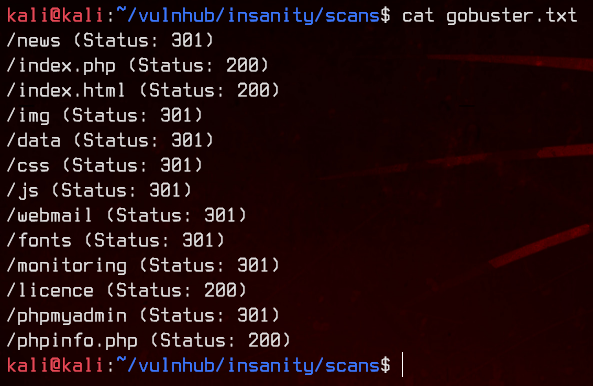 kali@kali:~/vulnhub/insanity/scans$ cat gobuster.txt
/news (Status: 301)
/index.php (Status: 200)
/index.html (Status: 200)
/img (Status: 301)
/data (Status: 301)
/css (Status: 301)
/js (Status: 301)
/webmail (Status: 301)
/fonts (Status: 301)
/monitoring (Status: 301)
/licence (Status: 200)
/phpmyadmin (Status: 301)
/phpinfo.php (Status: 200)
kali@kali:~/vulnhub/insanity/scans$